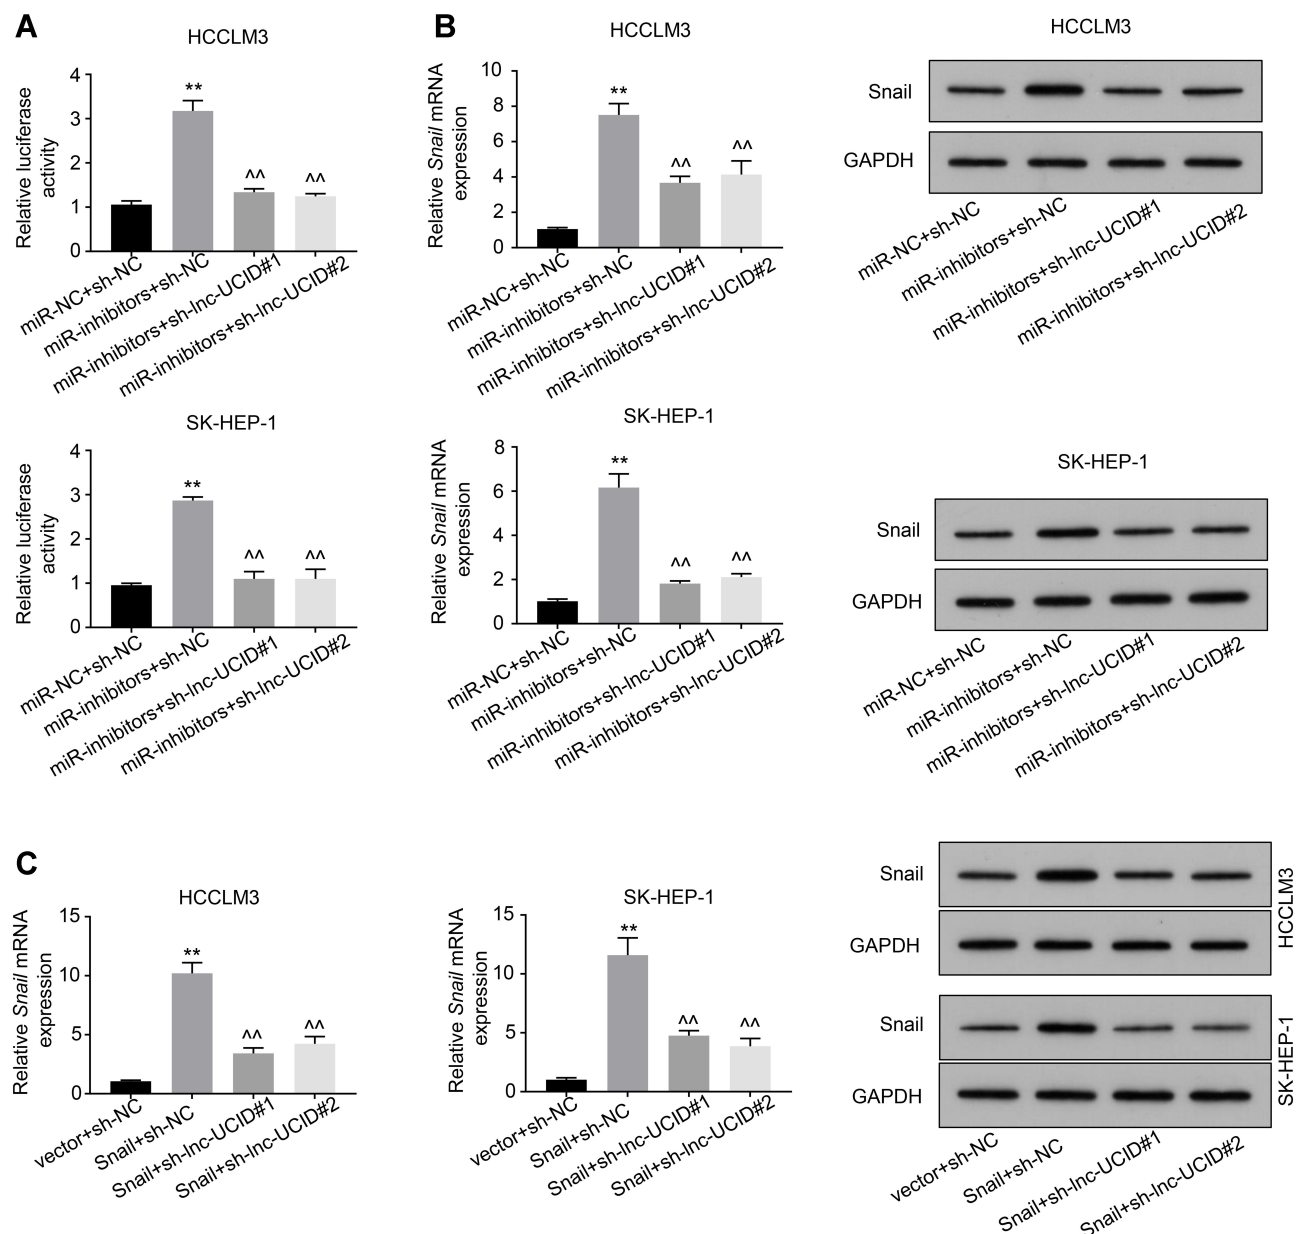 A
HCCLM3
Relative luciferase
activity
4
3
2
1
0
**
^^
^^
miR-NC+sh-NC
miR-inhibitors+sh-NC
miR-inhibitors+sh-lnc-UCID#1
miR-inhibitors+sh-lnc-UCID#2
SK-HEP-1
Relative luciferase
activity
4
3
2
1
0
**
^^
^^
miR-NC+sh-NC
miR-inhibitors+sh-NC
miR-inhibitors+sh-lnc-UCID#1
miR-inhibitors+sh-lnc-UCID#2
B
HCCLM3
Relative Snail mRNA
expression
10
8
6
4
2
0
**
^^
^^
miR-NC+sh-NC
miR-inhibitors+sh-NC
miR-inhibitors+sh-lnc-UCID#1
miR-inhibitors+sh-lnc-UCID#2
HCCLM3
Snail
GAPDH
miR-NC+sh-NC
miR-inhibitors+sh-NC
miR-inhibitors+sh-lnc-UCID#1
miR-inhibitors+sh-lnc-UCID#2
SK-HEP-1
Relative Snail mRNA
expression
8
6
4
2
0
**
^^
^^
miR-NC+sh-NC
miR-inhibitors+sh-NC
miR-inhibitors+sh-lnc-UCID#1
miR-inhibitors+sh-lnc-UCID#2
SK-HEP-1
Snail
GAPDH
miR-NC+sh-NC
miR-inhibitors+sh-NC
miR-inhibitors+sh-lnc-UCID#1
miR-inhibitors+sh-lnc-UCID#2
C
HCCLM3
Relative Snail mRNA
expression
15
10
5
0
**
^^
^^
vector+sh-NC
Snail+sh-NC
Snail+sh-lnc-UCID#1
Snail+sh-lnc-UCID#2
SK-HEP-1
Relative Snail mRNA
expression
15
10
5
0
**
^^
^^
vector+sh-NC
Snail+sh-NC
Snail+sh-lnc-UCID#1
Snail+sh-lnc-UCID#2
Snail
GAPDH
HCCLM3
Snail
GAPDH
SK-HEP-1
vector+sh-NC
Snail+sh-NC
Snail+sh-lnc-UCID#1
Snail+sh-lnc-UCID#2